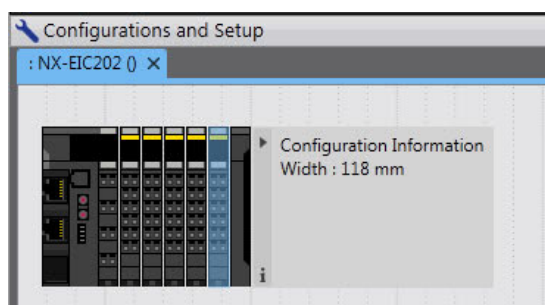 Configurations and Setup
: NX-EIC202 ()
Configuration Information
Width : 118 mm
i